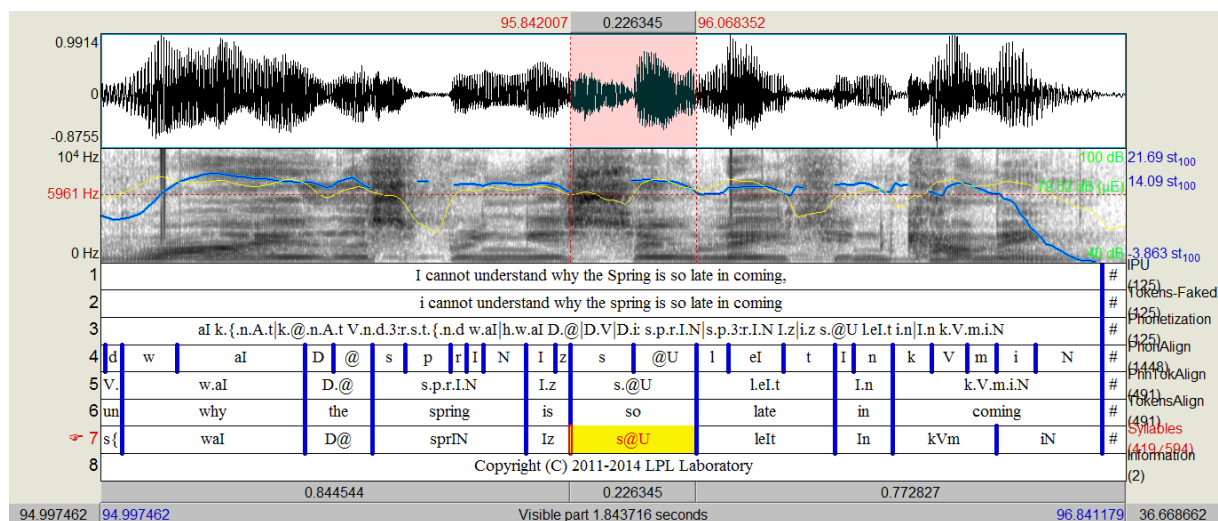 95.842007 0.226345 96.068352
0.9914
0
-0.8755
10⁴ Hz 100 dB 21.69 st₁₀₀
5961 Hz 79.52 dB (µE) 14.09 st₁₀₀
0 Hz 40 dB -3.863 st₁₀₀
1 I cannot understand why the Spring is so late in coming, # IPU (125)
2 i cannot understand why the spring is so late in coming # Tokens-Faked (125)
3 aI k.{.n.A.t|k.@.n.A.t V.n.d.3:r.s.t.{.n.d w.aI|h.w.aI D.@|D.V|D.i: s.p.r.I.N|s.p.3:r.I.N I.z|i.z s.@U l.eI.t i.n|I.n k.V.m.i.N # Phonetization (125)
4 d w aI D @ s p r I N I z s @U l eI t I n k V m i N # PhonAlign (1448)
5 V. w.aI D.@ s.p.r.I.N I.z s.@U l.eI.t I.n k.V.m.i.N # PhnTokAlign (491)
6 un why the spring is so late in coming # TokensAlign (491)
☞ 7 s{ waI D@ sprIN Iz s@U leIt In kVm iN # Syllables (419/594)
8 Copyright (C) 2011-2014 LPL Laboratory Information (2)
0.844544 0.226345 0.772827
94.997462 94.997462 Visible part 1.843716 seconds 96.841179 36.668662